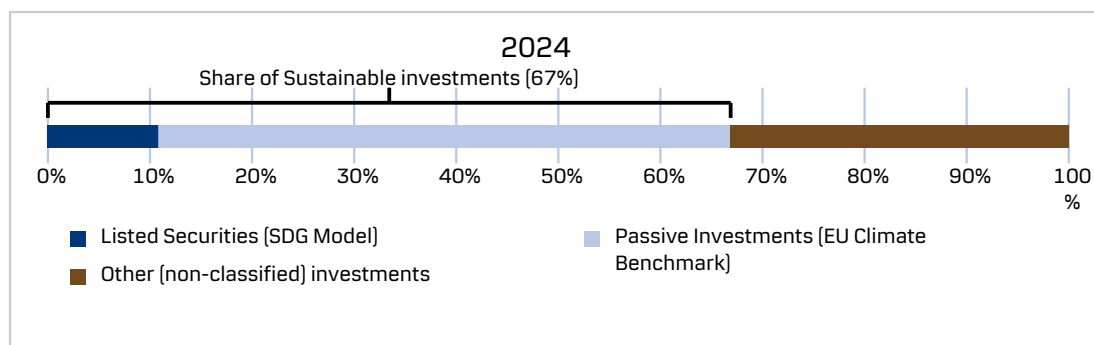 2024
Share of Sustainable investments (67%)
0% 10% 20% 30% 40% 50% 60% 70% 80% 90% 100
%
Listed Securities (SDG Model)
Passive Investments (EU Climate
Benchmark)
Other (non-classified) investments